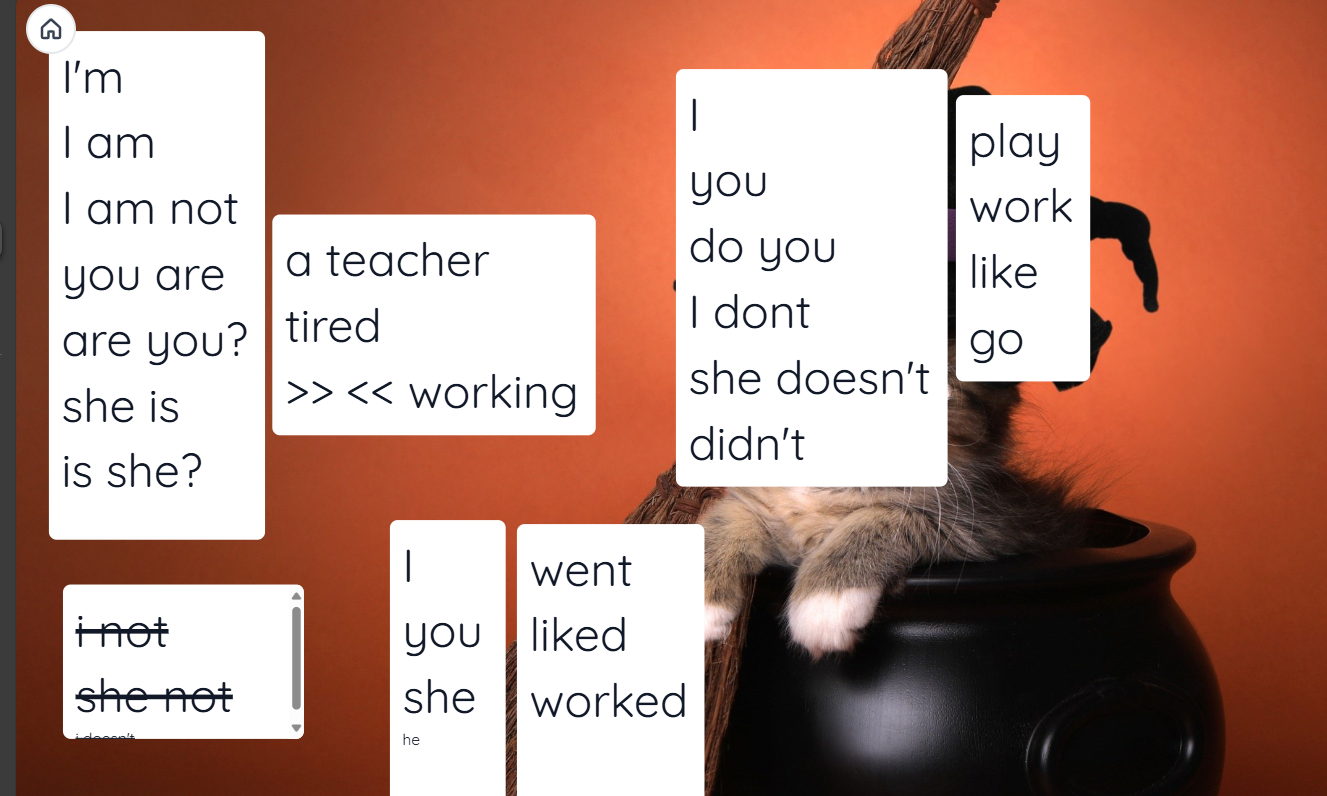 I'm
I am
I am not
you are
are you?
she is
is she?
a teacher
tired
>> << working
I
you
do you
I dont
she doesn't
didn't
play
work
like
go
i not
she not
i doesn't
I
you
she
he
went
liked
worked